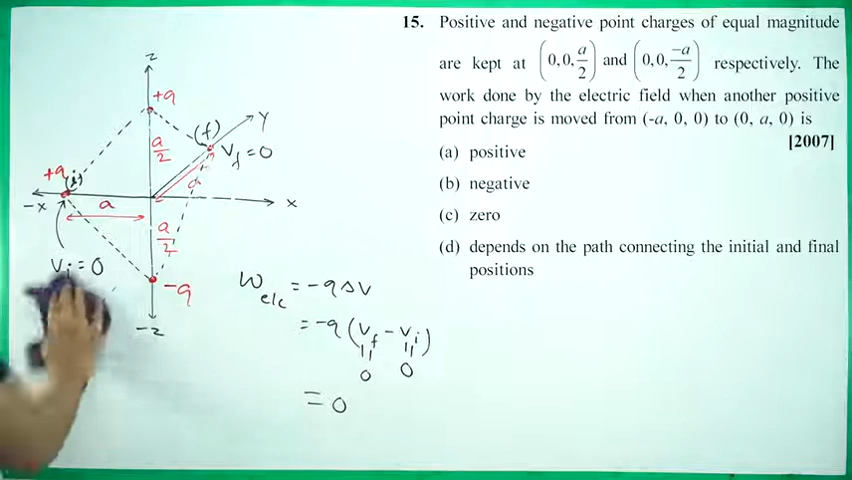 15. Positive and negative point charges of equal magnitude
are kept at (0,0,a/2) and (0,0,-a/2) respectively. The
work done by the electric field when another positive
point charge is moved from (-a, 0, 0) to (0, a, 0) is
[2007]
(a) positive
(b) negative
(c) zero
(d) depends on the path connecting the initial and final
positions
z
+q
(f)
Y
a/2
V_f = 0
+q
(i)
a
-x
a
x
a/2
V_i = 0
-q
-z
W_ele = -qΔV
= -q(V_f - V_i)
0 0
= 0